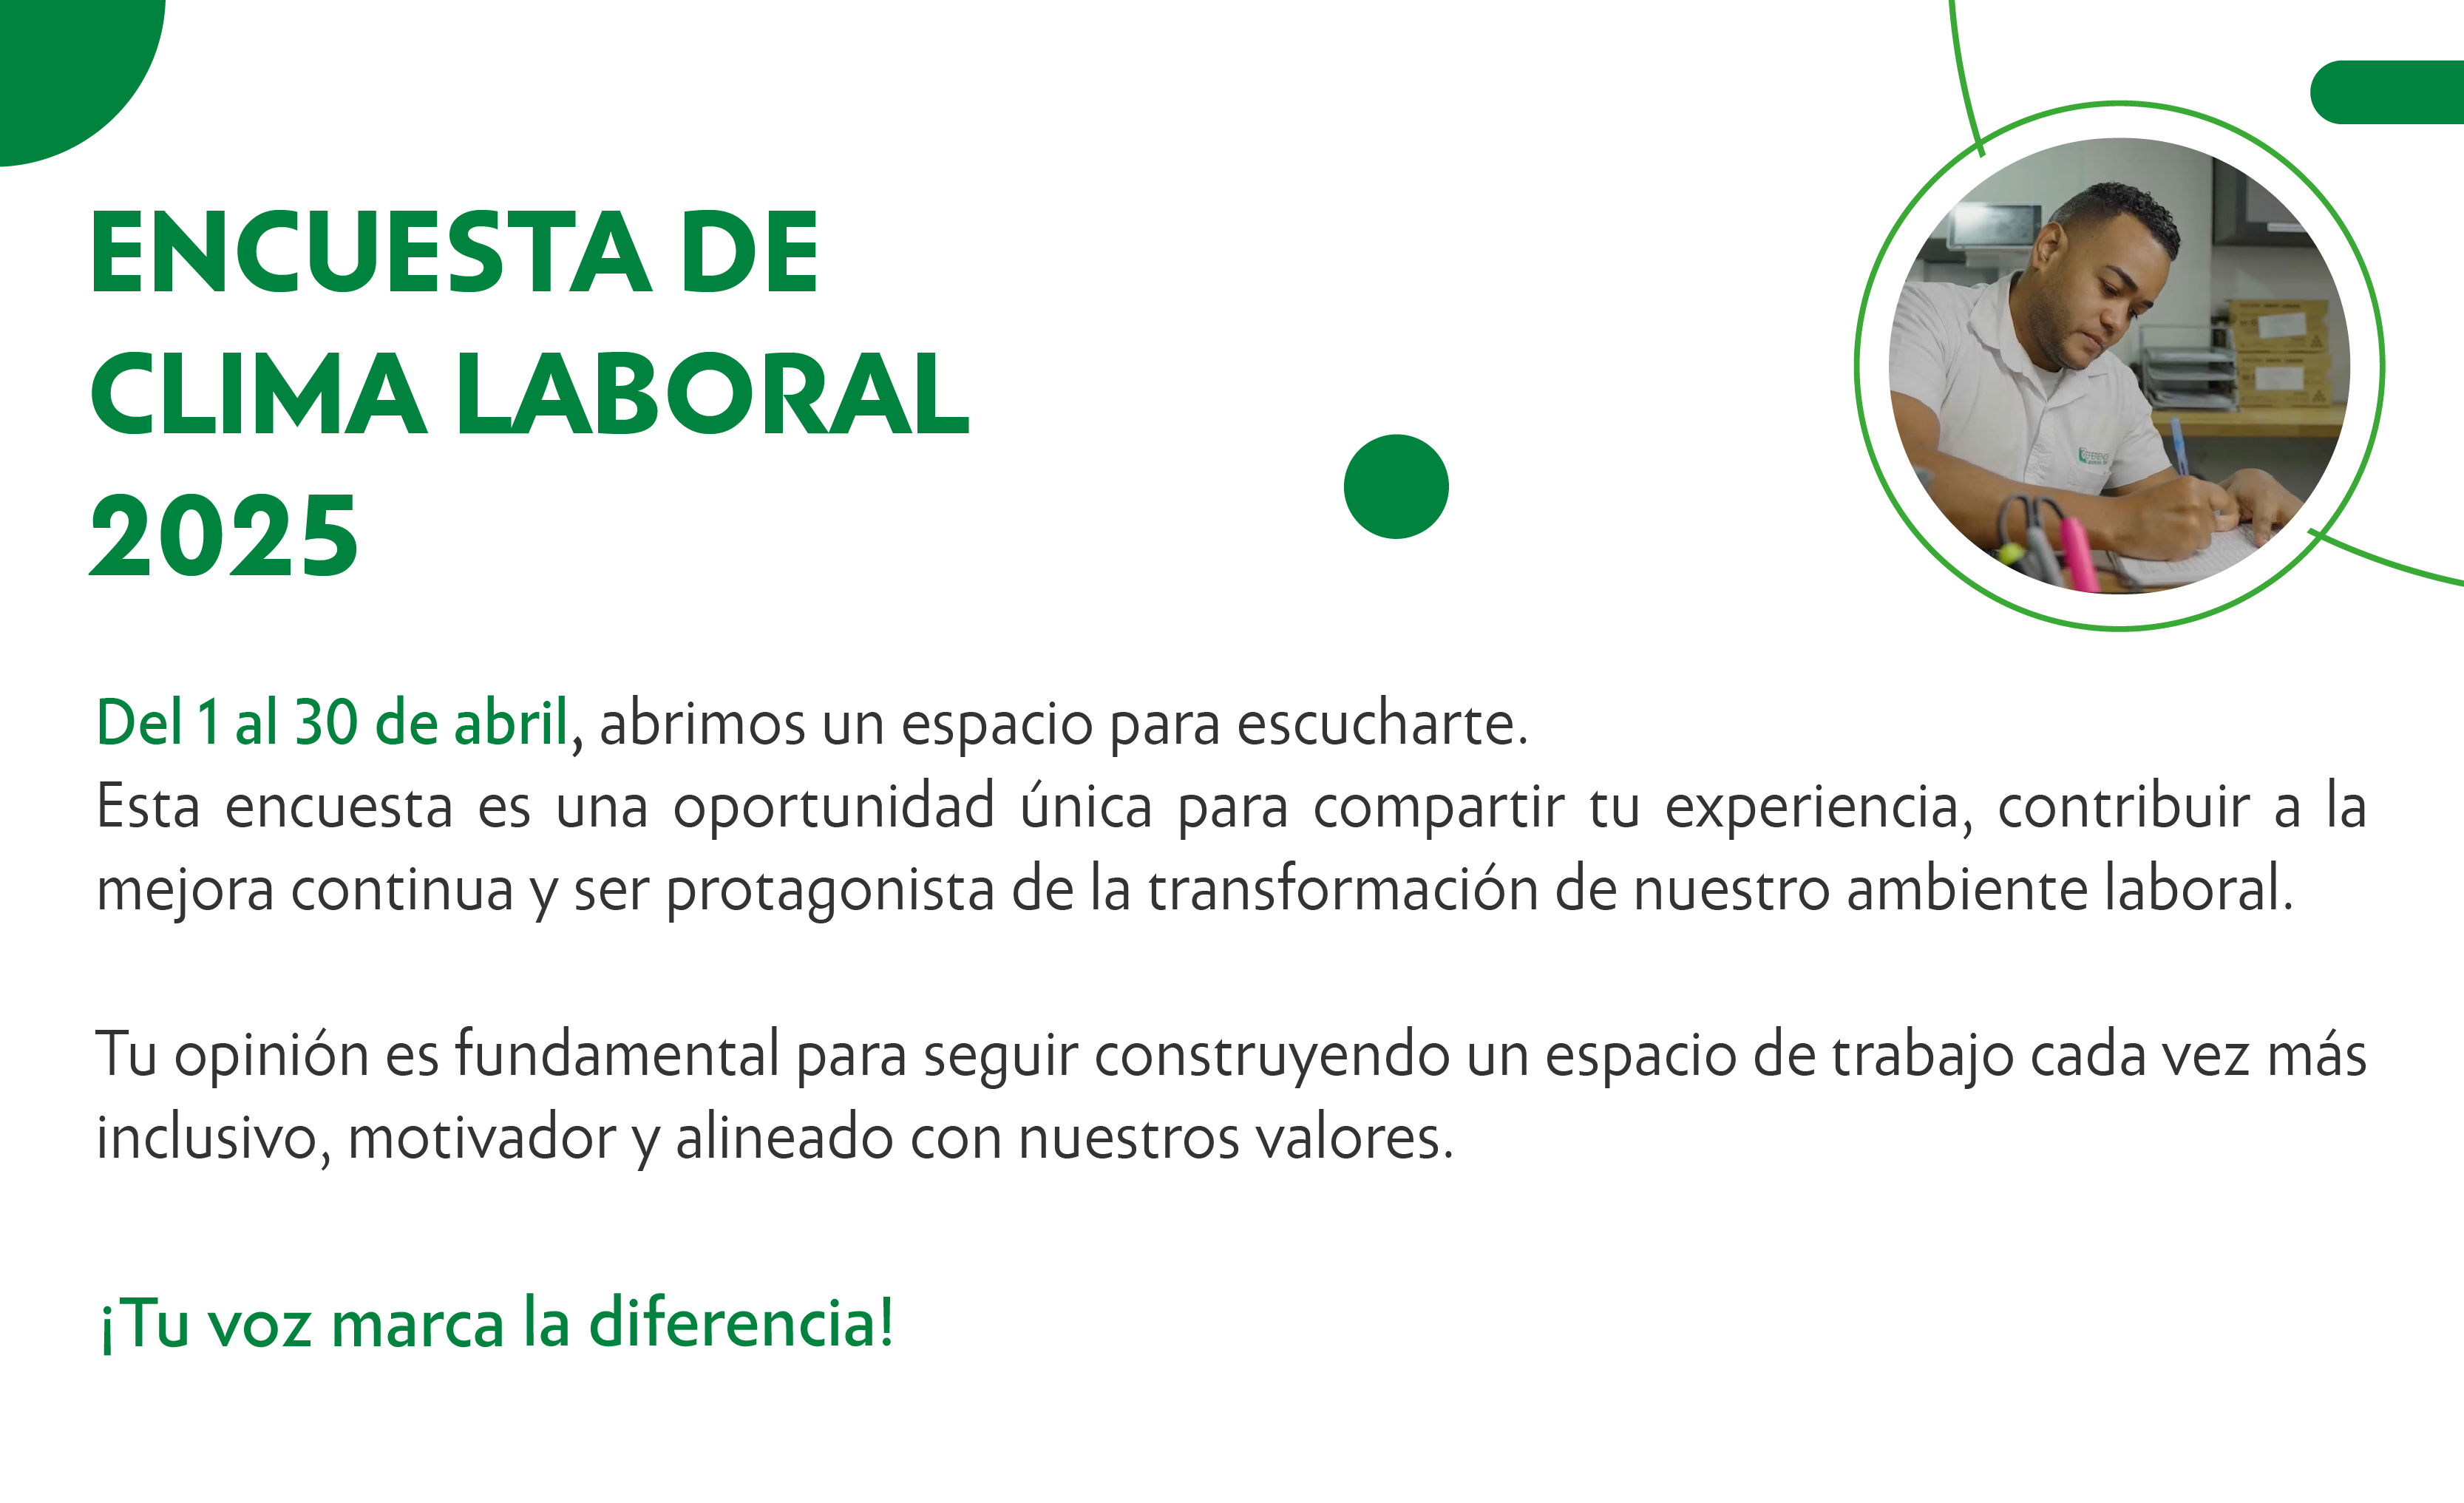 ENCUESTA DE
CLIMA LABORAL
2025
Del 1 al 30 de abril, abrimos un espacio para escucharte.
Esta encuesta es una oportunidad única para compartir tu experiencia, contribuir a la
mejora continua y ser protagonista de la transformación de nuestro ambiente laboral.
Tu opinión es fundamental para seguir construyendo un espacio de trabajo cada vez más
inclusivo, motivador y alineado con nuestros valores.
¡Tu voz marca la diferencia!